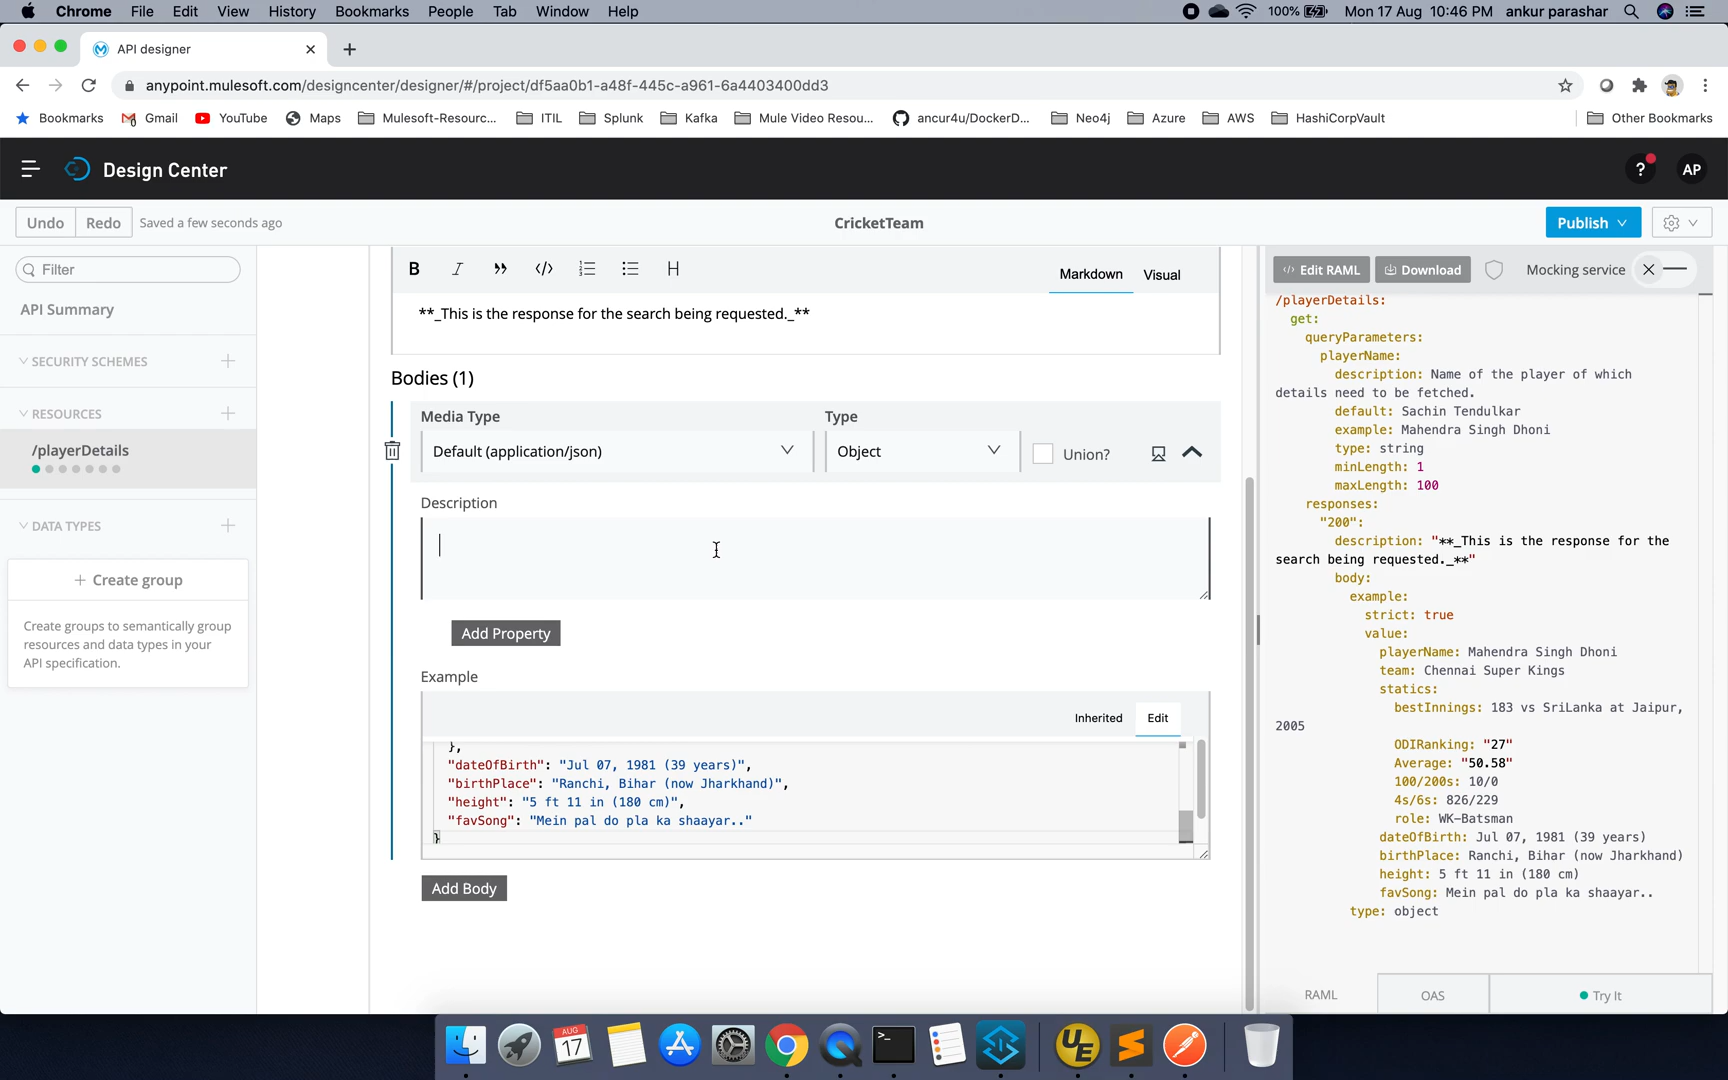 Chrome File Edit View History Bookmarks People Tab Window Help 100% Mon 17 Aug 10:46 PM ankur parashar
API designer
anypoint.mulesoft.com/designcenter/designer/#/project/df5aa0b1-a48f-445c-a961-6a4403400dd3
Bookmarks Gmail YouTube Maps Mulesoft-Resourc... ITIL Splunk Kafka Mule Video Resou... ancur4u/DockerD... Neo4j Azure AWS HashiCorpVault Other Bookmarks
Design Center ? AP
Undo Redo Saved a few seconds ago CricketTeam Publish
Filter
API Summary
SECURITY SCHEMES
RESOURCES
/playerDetails
DATA TYPES
+ Create group
Create groups to semantically group
resources and data types in your
API specification.
B I H Markdown Visual
**_This is the response for the search being requested._**
Bodies (1)
Media Type Type
Default (application/json) Object Union?
Description
Add Property
Example
Inherited Edit
},
"dateOfBirth": "Jul 07, 1981 (39 years)",
"birthPlace": "Ranchi, Bihar (now Jharkhand)",
"height": "5 ft 11 in (180 cm)",
"favSong": "Mein pal do pla ka shaayar.."
}
Add Body
Edit RAML Download Mocking service
/playerDetails:
get:
queryParameters:
playerName:
description: Name of the player of which
details need to be fetched.
default: Sachin Tendulkar
example: Mahendra Singh Dhoni
type: string
minLength: 1
maxLength: 100
responses:
"200":
description: "**_This is the response for the
search being requested._**"
body:
example:
strict: true
value:
playerName: Mahendra Singh Dhoni
team: Chennai Super Kings
statics:
bestInnings: 183 vs SriLanka at Jaipur,
2005
ODIRanking: "27"
Average: "50.58"
100/200s: 10/0
4s/6s: 826/229
role: WK-Batsman
dateOfBirth: Jul 07, 1981 (39 years)
birthPlace: Ranchi, Bihar (now Jharkhand)
height: 5 ft 11 in (180 cm)
favSong: Mein pal do pla ka shaayar..
type: object
RAML OAS Try It
AUG
17
UE